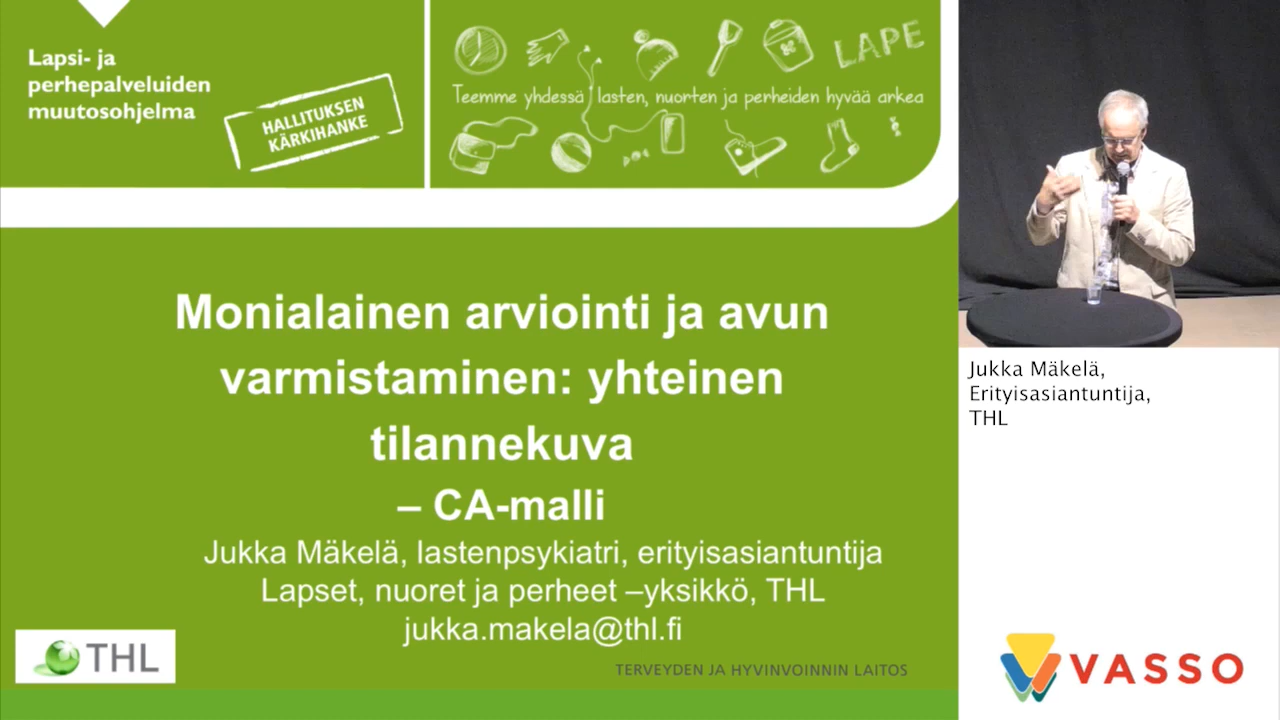 Lapsi- ja
perhepalveluiden
muutosohjelma
HALLITUKSEN
KÄRKIHANKE
LAPE
Teemme yhdessä lasten, nuorten ja perheiden hyvää arkea
Monialainen arviointi ja avun
varmistaminen: yhteinen
tilannekuva
– CA-malli
Jukka Mäkelä, lastenpsykiatri, erityisasiantuntija
Lapset, nuoret ja perheet –yksikkö, THL
jukka.makela@thl.fi
THL
TERVEYDEN JA HYVINVOINNIN LAITOS
Jukka Mäkelä,
Erityisasiantuntija,
THL
VASSO